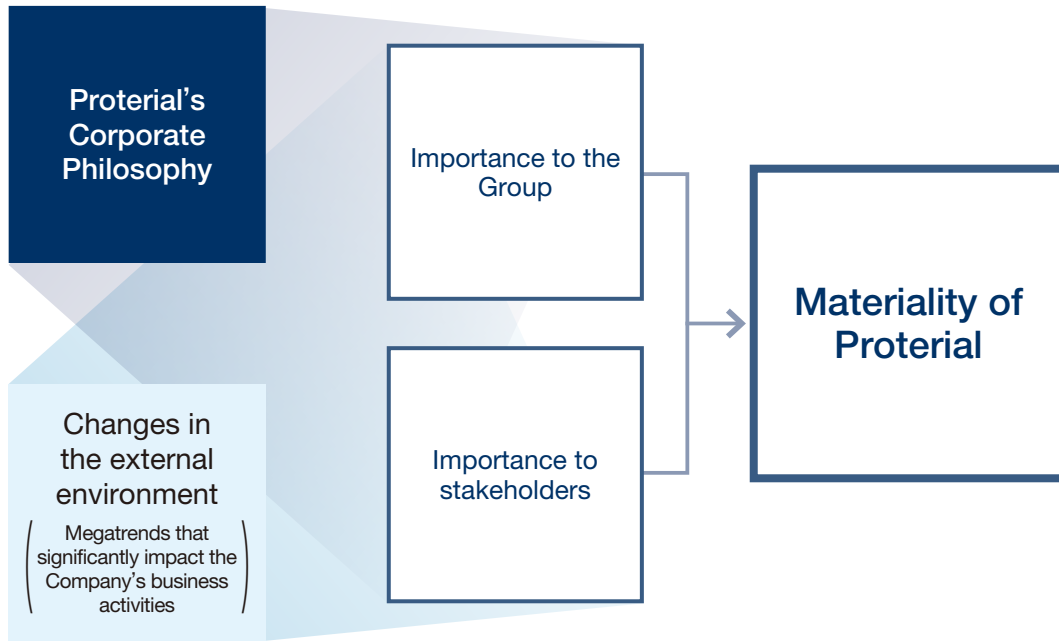 Proterial’s
Corporate
Philosophy
Changes in
the external
environment
(Megatrends that
significantly impact the
Company’s business
activities)
Importance to the
Group
Importance to
stakeholders
Materiality of
Proterial